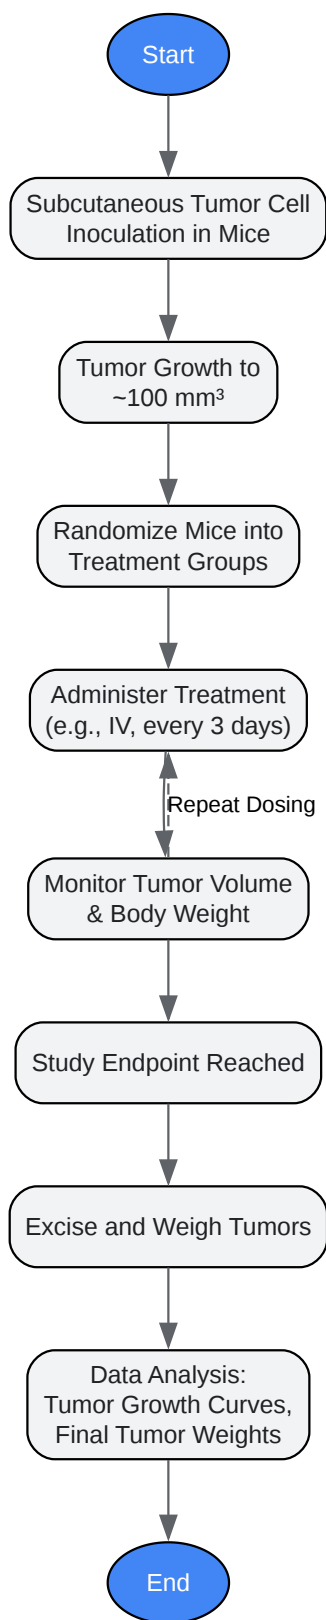 Start
Subcutaneous Tumor Cell
Inoculation in Mice
Tumor Growth to
~100 mm³
Randomize Mice into
Treatment Groups
Administer Treatment
(e.g., IV, every 3 days)
Repeat Dosing
Monitor Tumor Volume
& Body Weight
Study Endpoint Reached
Excise and Weigh Tumors
Data Analysis:
Tumor Growth Curves,
Final Tumor Weights
End